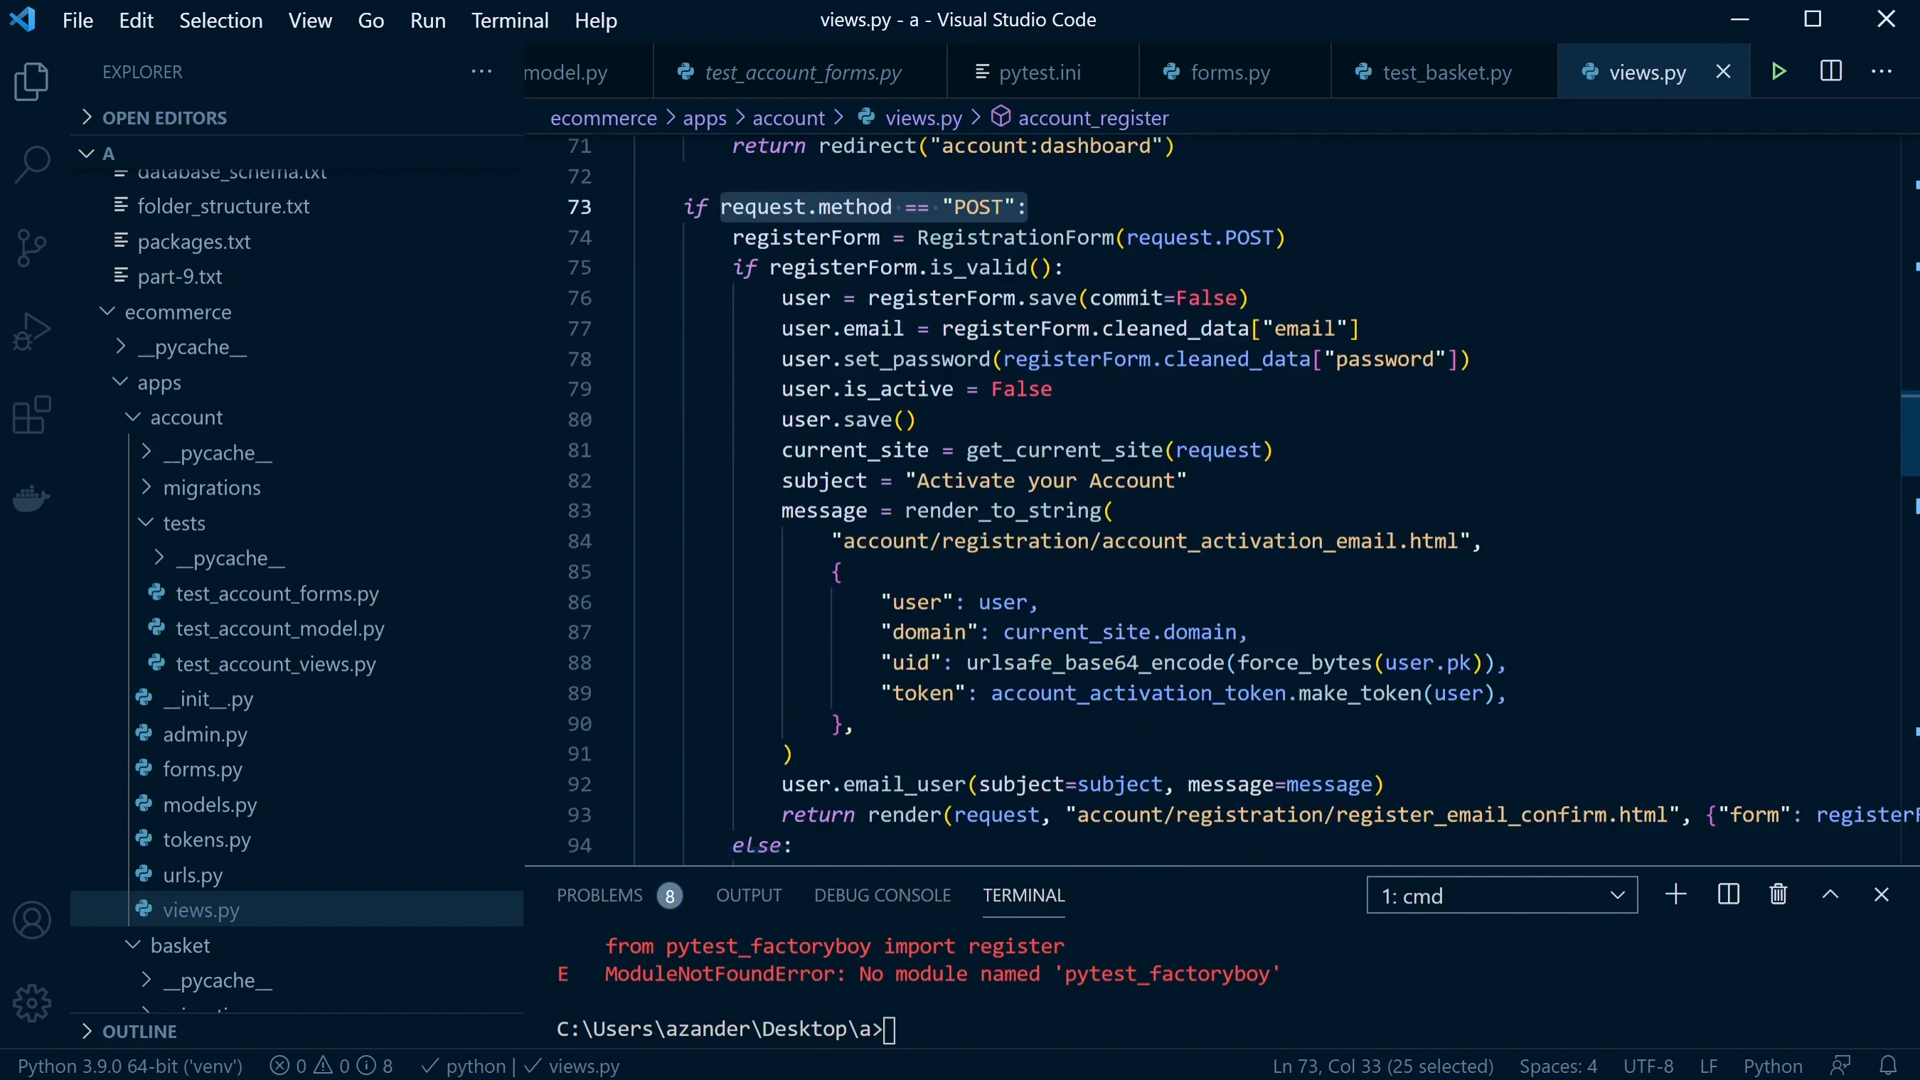 File Edit Selection View Go Run Terminal Help
views.py - a - Visual Studio Code
EXPLORER
model.py
test_account_forms.py
pytest.ini
forms.py
test_basket.py
views.py
OPEN EDITORS
A
database_schema.txt
folder_structure.txt
packages.txt
part-9.txt
ecommerce
__pycache__
apps
account
__pycache__
migrations
tests
__pycache__
test_account_forms.py
test_account_model.py
test_account_views.py
__init__.py
admin.py
forms.py
models.py
tokens.py
urls.py
views.py
basket
__pycache__
OUTLINE
ecommerce > apps > account > views.py > account_register
71 return redirect("account:dashboard")
72
73 if request.method == "POST":
74 registerForm = RegistrationForm(request.POST)
75 if registerForm.is_valid():
76 user = registerForm.save(commit=False)
77 user.email = registerForm.cleaned_data["email"]
78 user.set_password(registerForm.cleaned_data["password"])
79 user.is_active = False
80 user.save()
81 current_site = get_current_site(request)
82 subject = "Activate your Account"
83 message = render_to_string(
84 "account/registration/account_activation_email.html",
85 {
86 "user": user,
87 "domain": current_site.domain,
88 "uid": urlsafe_base64_encode(force_bytes(user.pk)),
89 "token": account_activation_token.make_token(user),
90 },
91 )
92 user.email_user(subject=subject, message=message)
93 return render(request, "account/registration/register_email_confirm.html", {"form": registerF
94 else:
PROBLEMS 8 OUTPUT DEBUG CONSOLE TERMINAL 1: cmd
from pytest_factoryboy import register
E ModuleNotFoundError: No module named 'pytest_factoryboy'
C:\Users\azander\Desktop\a>
Python 3.9.0 64-bit ('venv') 0 0 8 python | views.py Ln 73, Col 33 (25 selected) Spaces: 4 UTF-8 LF Python